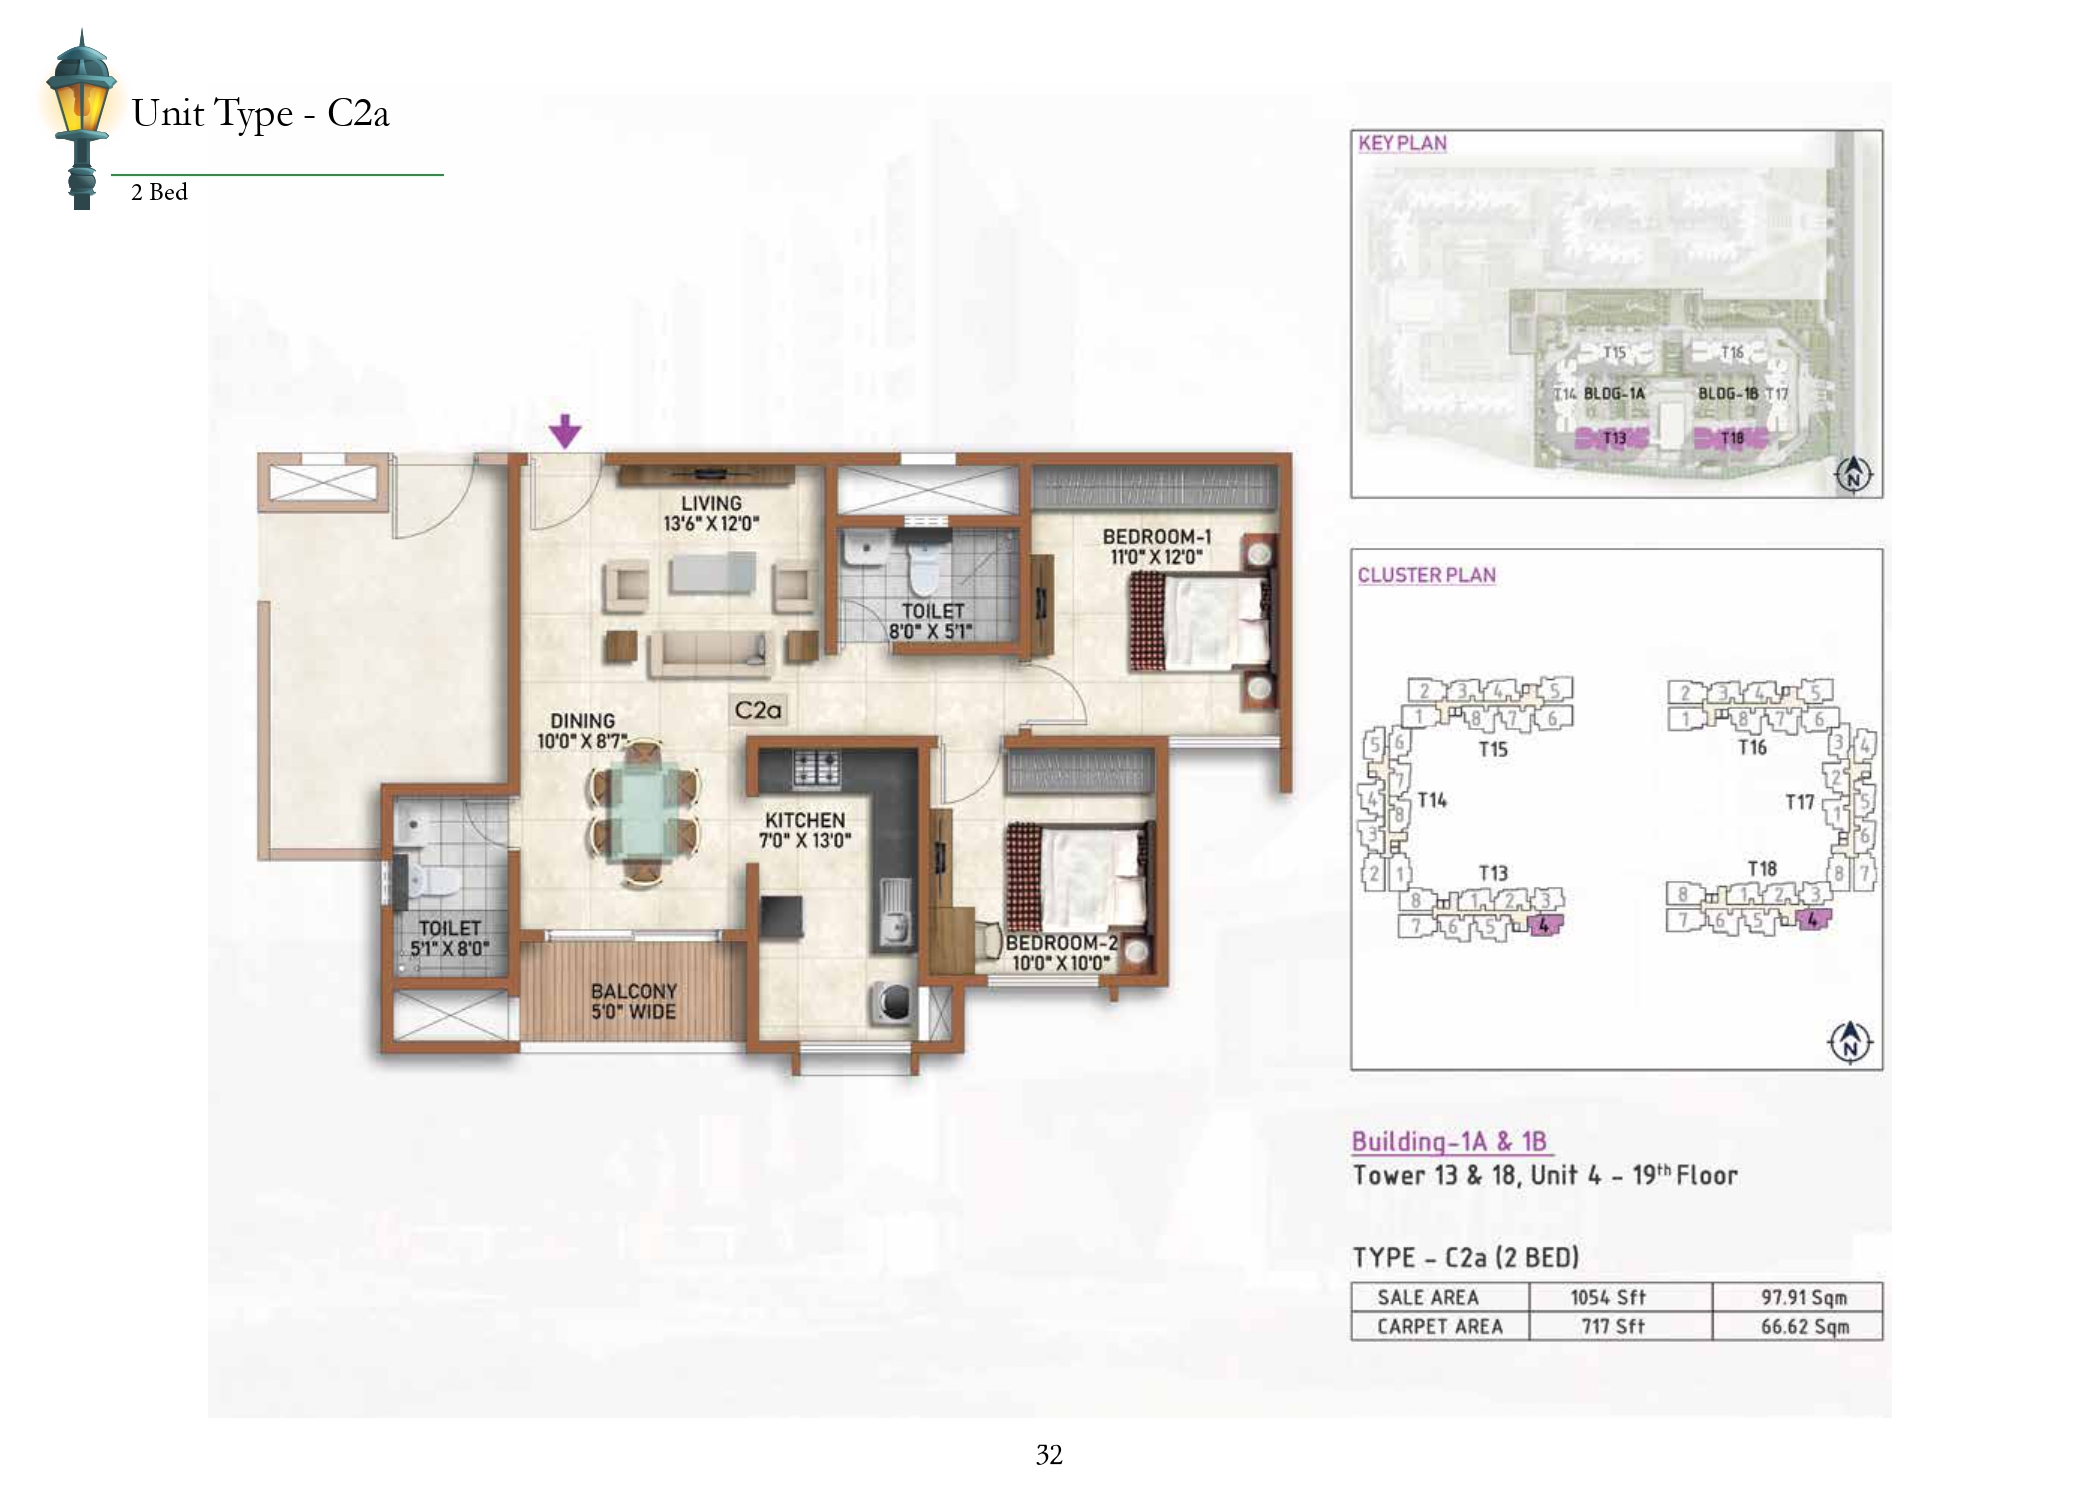 Unit Type - C2a
2 Bed
LIVING
13'6" X 12'0"
BEDROOM-1
11'0" X 12'0"
TOILET
8'0" X 5'1"
C2a
DINING
10'0" X 8'7"
KITCHEN
7'0" X 13'0"
TOILET
5'1" X 8'0"
BEDROOM-2
10'0" X 10'0"
BALCONY
5'0" WIDE
KEY PLAN
T15
T16
T14 BLDG-1A
BLDG-1B T17
T13
T18
N
CLUSTER PLAN
2 3 4 5
1 8 7 6
T15
2 3 4 5
1 8 7 6
T16
5 6
7
4
8
3
2 1
T14
3 4
2
5
1
6
8 7
T17
T13
8 1 2 3
7 6 5 4
T18
8 1 2 3
7 6 5 4
N
Building-1A & 1B
Tower 13 & 18, Unit 4 - 19th Floor
TYPE - C2a (2 BED)
SALE AREA 1054 Sft 97.91 Sqm
CARPET AREA 717 Sft 66.62 Sqm
32